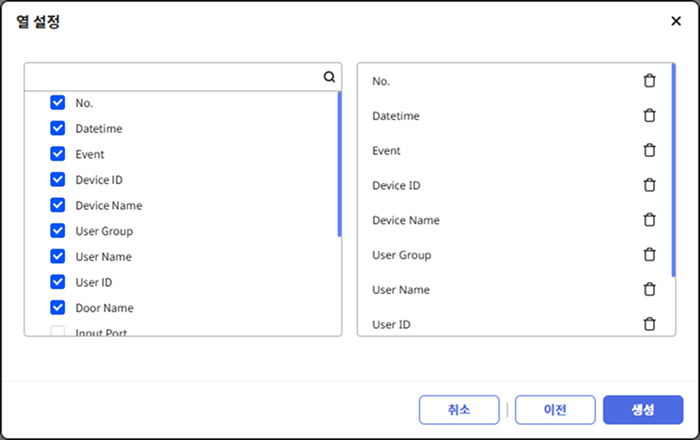 열 설정
No.
Datetime
Event
Device ID
Device Name
User Group
User Name
User ID
Door Name
Input Port
No.
Datetime
Event
Device ID
Device Name
User Group
User Name
User ID
취소
이전
생성